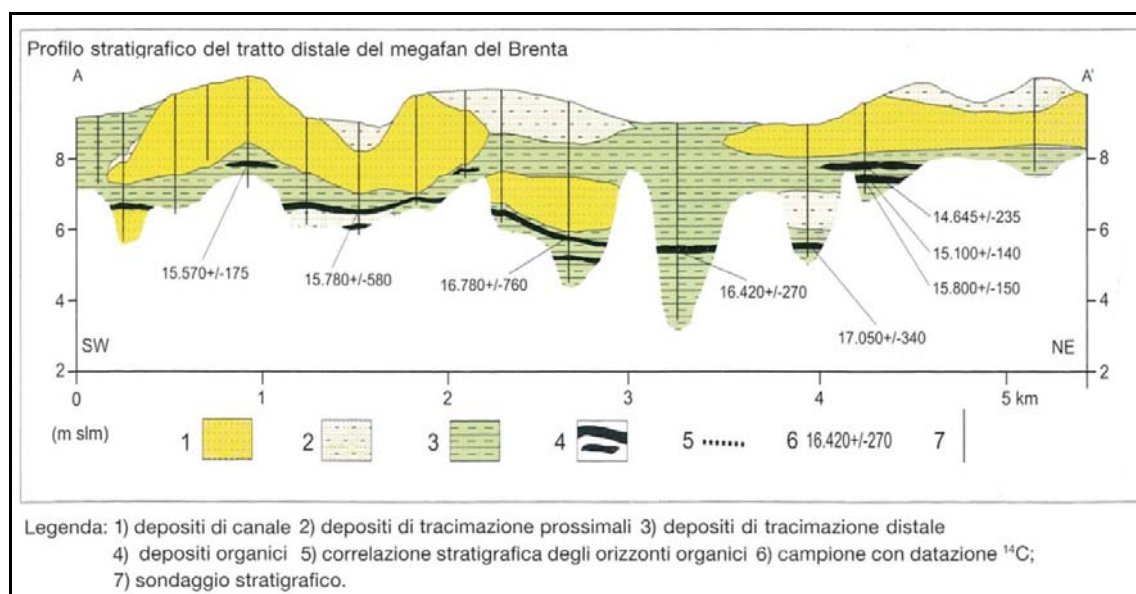 Profilo stratigrafico del tratto distale del megafan del Brenta
A
A'
8
8
6
6
4
4
2
2
14.645+/-235
15.100+/-140
15.570+/-175
15.780+/-580
16.780+/-760
16.420+/-270
15.800+/-150
17.050+/-340
SW
NE
0
1
2
3
4
5 km
(m slm)
1
2
3
4
5
6 16.420+/-270
7
Legenda: 1) depositi di canale 2) depositi di tracimazione prossimali 3) depositi di tracimazione distale
4) depositi organici 5) correlazione stratigrafica degli orizzonti organici 6) campione con datazione ¹⁴C;
7) sondaggio stratigrafico.